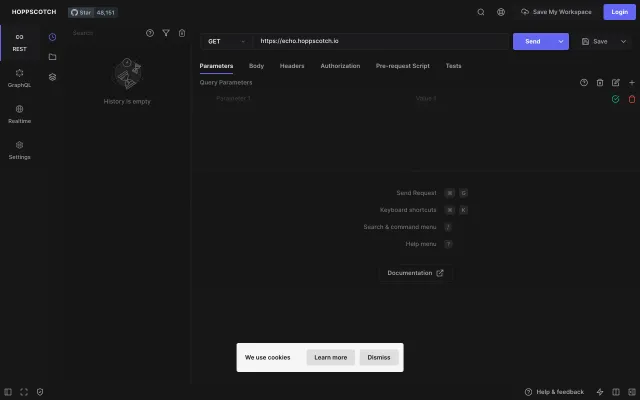 HOPPSCOTCH
Star 48,151
Save My Workspace
Login
REST
GraphQL
Realtime
Settings
Search
History is empty
GET
https://echo.hoppscotch.io
Send
Save
Parameters Body Headers Authorization Pre-request Script Tests
Query Parameters
Parameter 1 Value 1
Send Request ⌘ G
Keyboard shortcuts ⌘ K
Search & command menu /
Help menu ?
Documentation
We use cookies Learn more Dismiss
Help & feedback